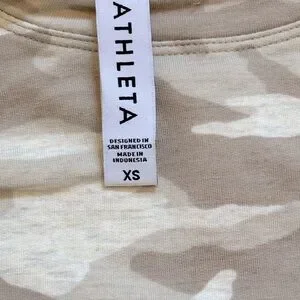 ATHLETA
DESIGNED IN
SAN FRANCISCO
MADE IN
INDONESIA
XS